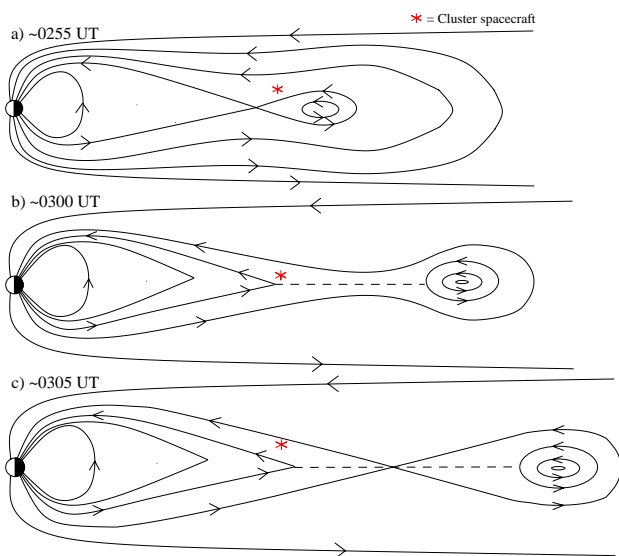 * = Cluster spacecraft
a) ~0255 UT
b) ~0300 UT
c) ~0305 UT